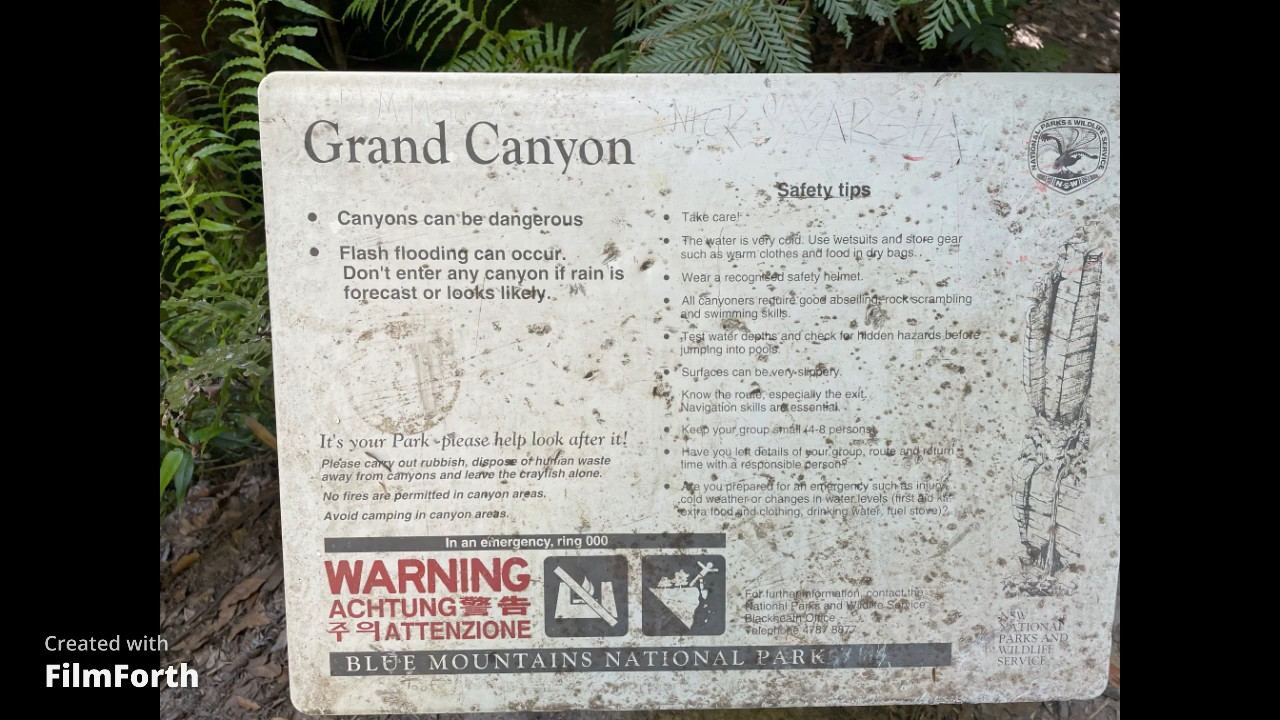 NICK
Grand Canyon
NATIONAL PARKS & WILDLIFE SERVICE
N·S·W
• Canyons can be dangerous
• Flash flooding can occur.
Don't enter any canyon if rain is
forecast or looks likely.
It's your Park - please help look after it!
Please carry out rubbish, dispose of human waste
away from canyons and leave the crayfish alone.
No fires are permitted in canyon areas.
Avoid camping in canyon areas.
Safety tips
• Take care!
• The water is very cold. Use wetsuits and store gear
such as warm clothes and food in dry bags.
• Wear a recognised safety helmet.
• All canyoners require good abseiling, rock scrambling
and swimming skills.
• Test water depths and check for hidden hazards before
jumping into pools.
• Surfaces can be very slippery.
Know the route, especially the exit.
Navigation skills are essential.
• Keep your group small (4-8 persons)
• Have you left details of your group, route and return
time with a responsible person?
• Are you prepared for an emergency such as injury,
cold weather or changes in water levels (first aid kit,
extra food and clothing, drinking water, fuel stove)?
In an emergency, ring 000
WARNING
ACHTUNG 警告
주의 ATTENZIONE
For further information, contact the
National Parks and Wildlife Service
Blackheath Office
Telephone 4787 8877
BLUE MOUNTAINS NATIONAL PARK
NSW
NATIONAL
PARKS AND
WILDLIFE
SERVICE
Created with
FilmForth